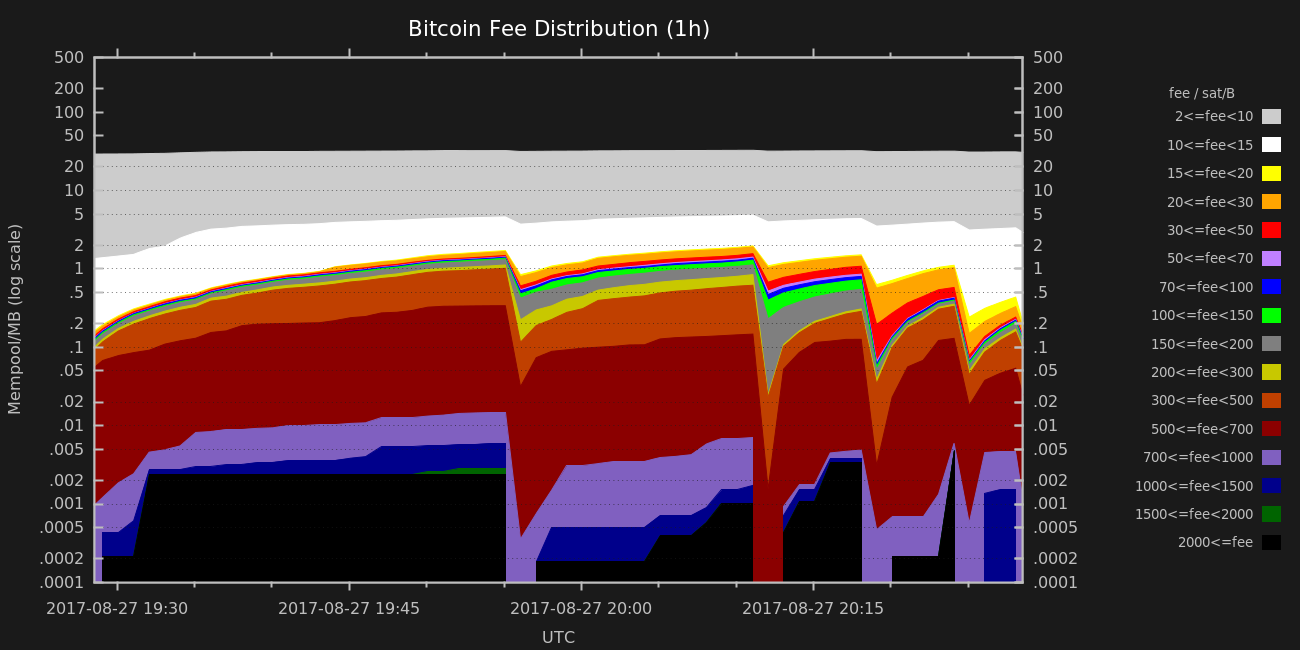 Bitcoin Fee Distribution (1h)
Mempool/MB (log scale)
500
200
100
50
20
10
5
2
1
.5
.2
.1
.05
.02
.01
.005
.002
.001
.0005
.0002
.0001
500
200
100
50
20
10
5
2
1
.5
.2
.1
.05
.02
.01
.005
.002
.001
.0005
.0002
.0001
2017-08-27 19:30
2017-08-27 19:45
2017-08-27 20:00
2017-08-27 20:15
UTC
fee / sat/B
2<=fee<10
10<=fee<15
15<=fee<20
20<=fee<30
30<=fee<50
50<=fee<70
70<=fee<100
100<=fee<150
150<=fee<200
200<=fee<300
300<=fee<500
500<=fee<700
700<=fee<1000
1000<=fee<1500
1500<=fee<2000
2000<=fee